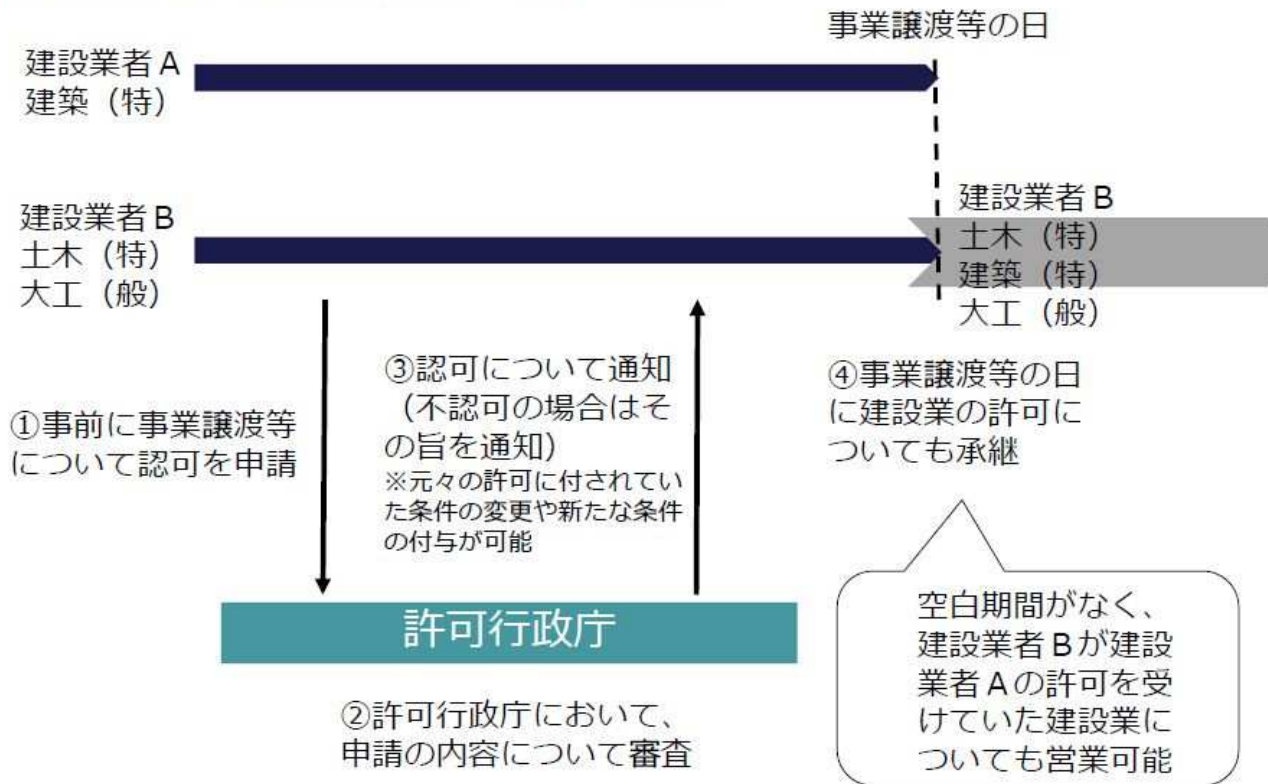 事業譲渡等の日
建設業者A
建築（特）
建設業者B
土木（特）
大工（般）
建設業者B
土木（特）
建築（特）
大工（般）
①事前に事業譲渡等
について認可を申請
③認可について通知
（不認可の場合はそ
の旨を通知）
※元々の許可に付されてい
た条件の変更や新たな条件
の付与が可能
④事業譲渡等の日
に建設業の許可に
ついても承継
許可行政庁
②許可行政庁において、
申請の内容について審査
空白期間がなく、
建設業者Bが建設
業者Aの許可を受
けていた建設業に
ついても営業可能